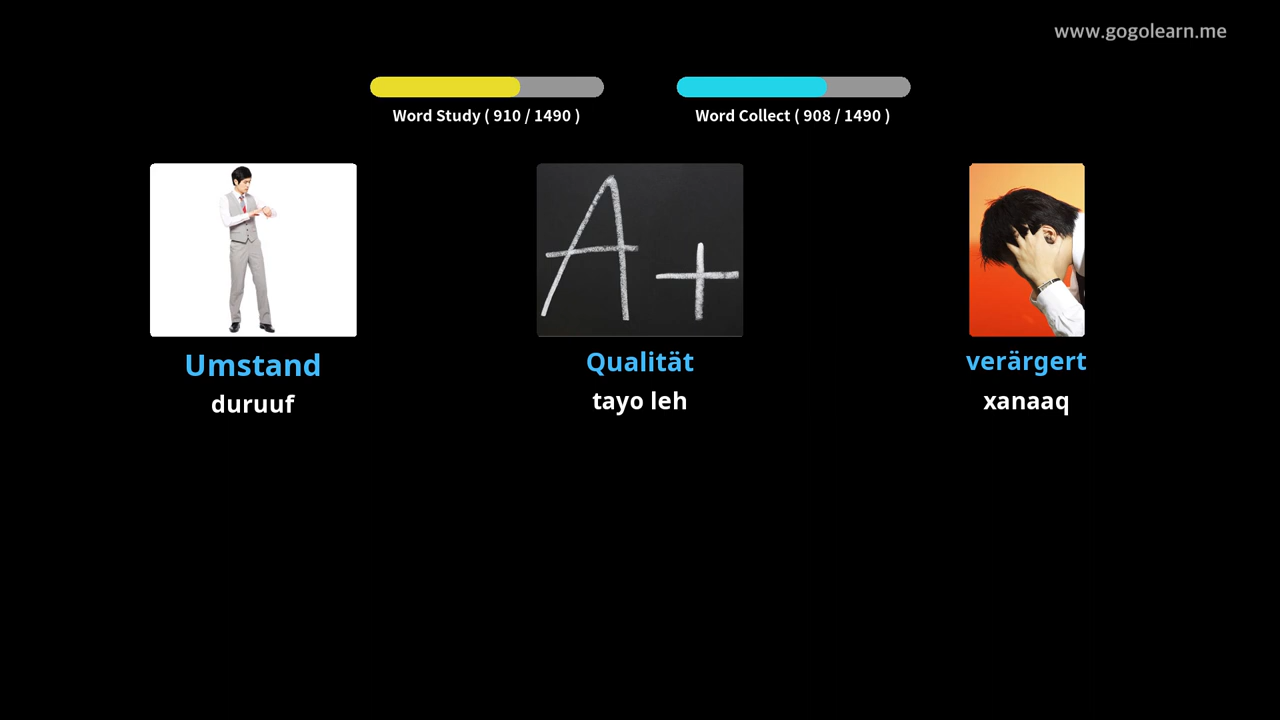 www.gogolearn.me
Word Study ( 910 / 1490 )
Word Collect ( 908 / 1490 )
A+
Umstand
duruuf
Qualität
tayo leh
verärgert
xanaaq